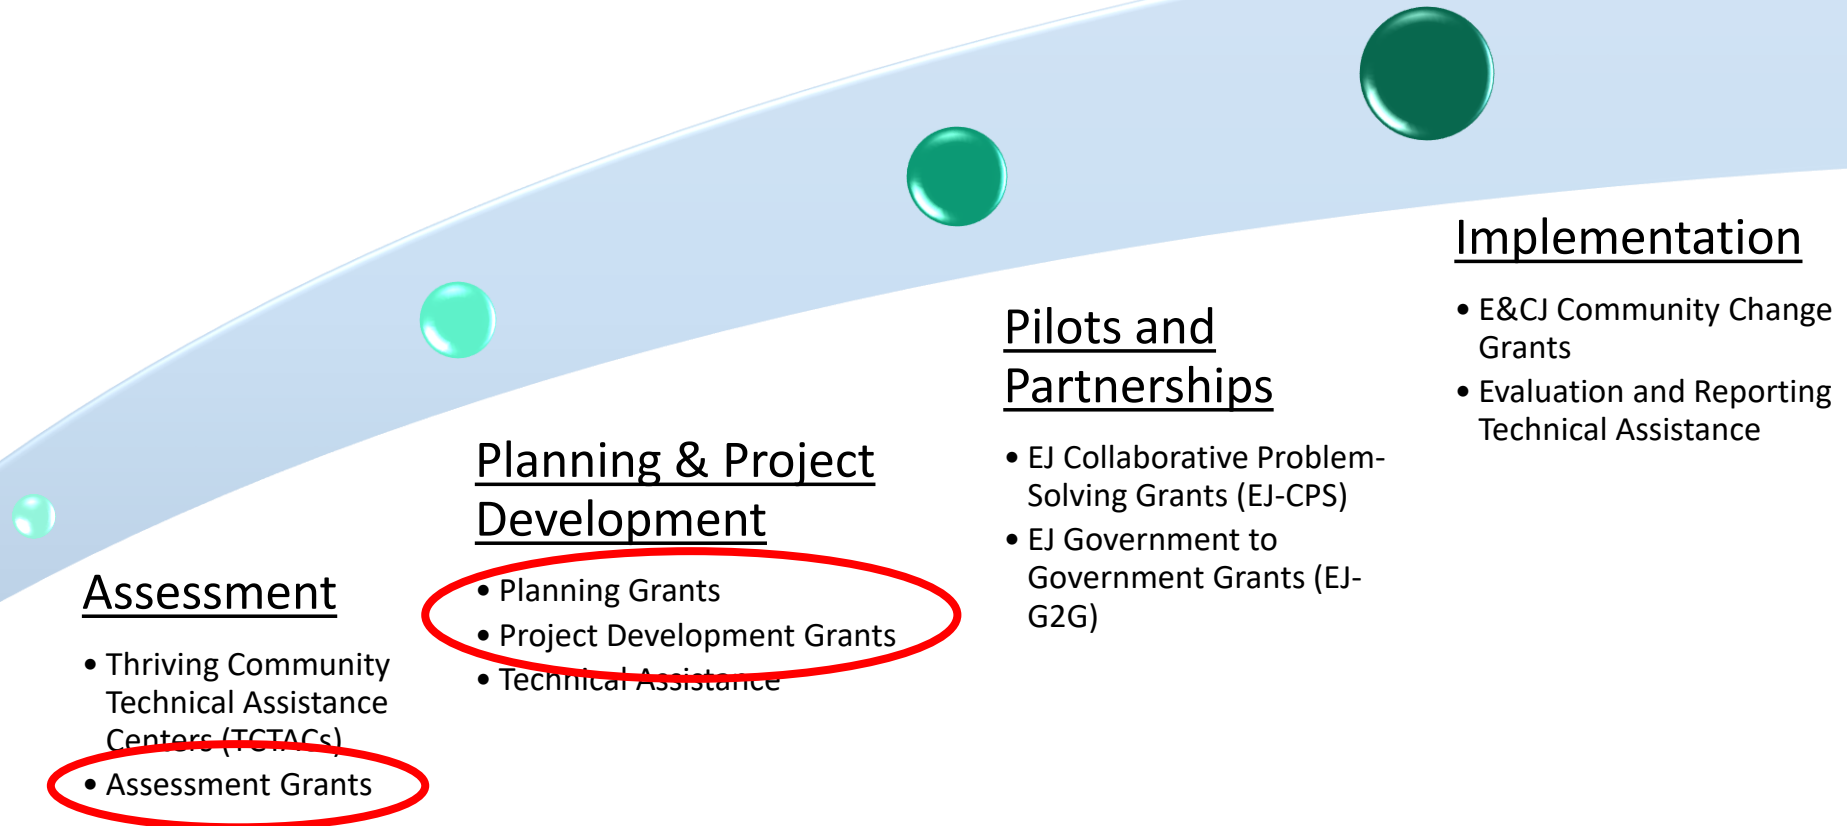 Assessment
• Thriving Community
Technical Assistance
Centers (TCTACs)
• Assessment Grants
Planning & Project
Development
• Planning Grants
• Project Development Grants
• Technical Assistance
Pilots and
Partnerships
• EJ Collaborative Problem-
Solving Grants (EJ-CPS)
• EJ Government to
Government Grants (EJ-
G2G)
Implementation
• E&CJ Community Change
Grants
• Evaluation and Reporting
Technical Assistance